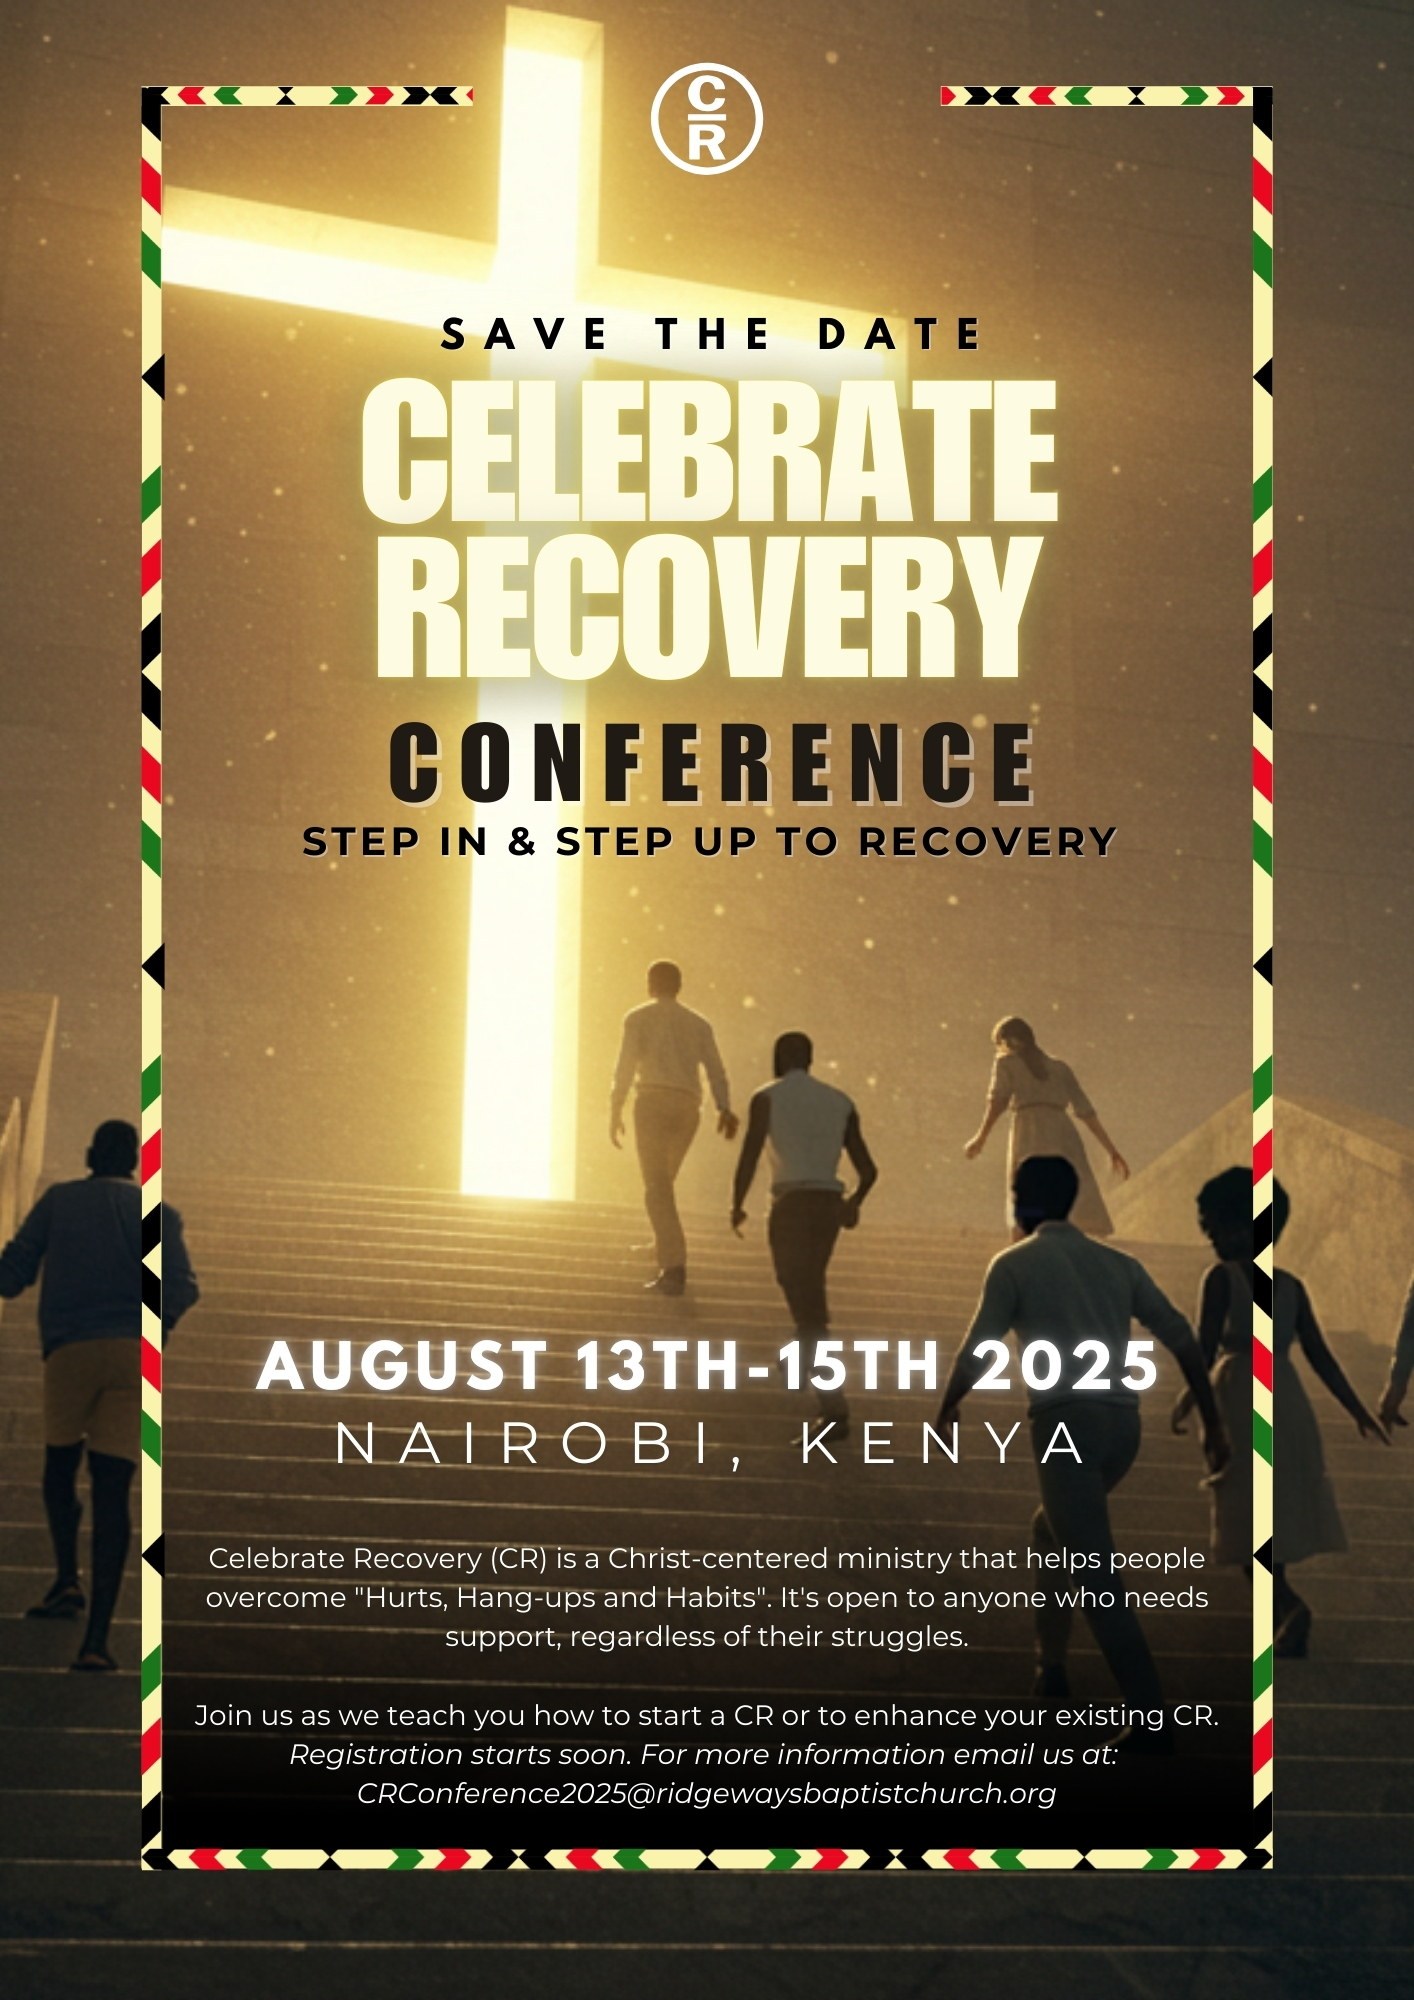 C
R
SAVE THE DATE
CELEBRATE
RECOVERY
CONFERENCE
STEP IN & STEP UP TO RECOVERY
AUGUST 13TH-15TH 2025
NAIROBI, KENYA
Celebrate Recovery (CR) is a Christ-centered ministry that helps people
overcome "Hurts, Hang-ups and Habits". It's open to anyone who needs
support, regardless of their struggles.
Join us as we teach you how to start a CR or to enhance your existing CR.
Registration starts soon. For more information email us at:
CRConference2025@ridgewaysbaptistchurch.org